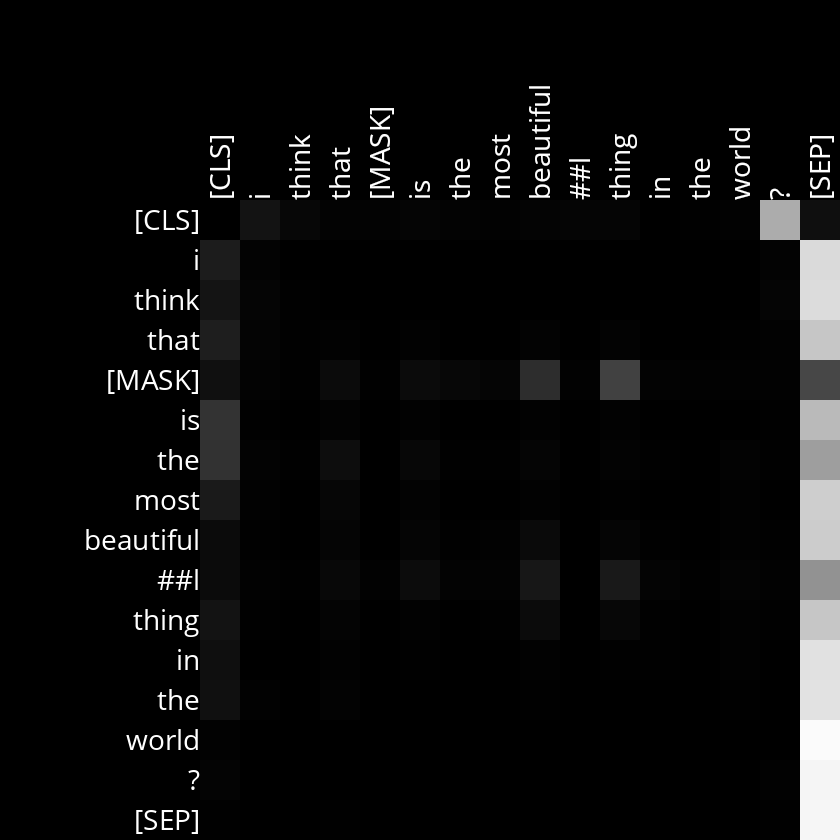 [CLS] i think that [MASK] is the most beautiful ##l thing in the world ? [SEP]
[CLS]
i
think
that
[MASK]
is
the
most
beautiful
##l
thing
in
the
world
?
[SEP]